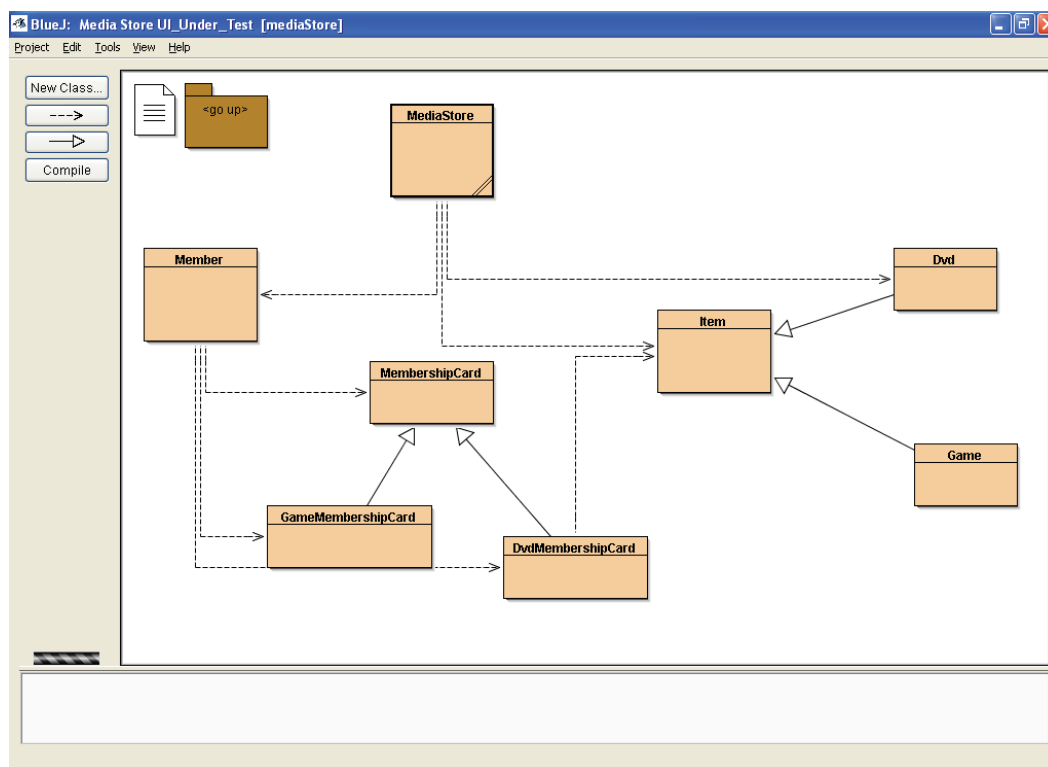 BlueJ:  Media Store UI_Under_Test  [mediaStore]
Project Edit Tools View Help
New Class...
Compile
<go up>
MediaStore
Member
Dvd
Item
MembershipCard
Game
GameMembershipCard
DvdMembershipCard